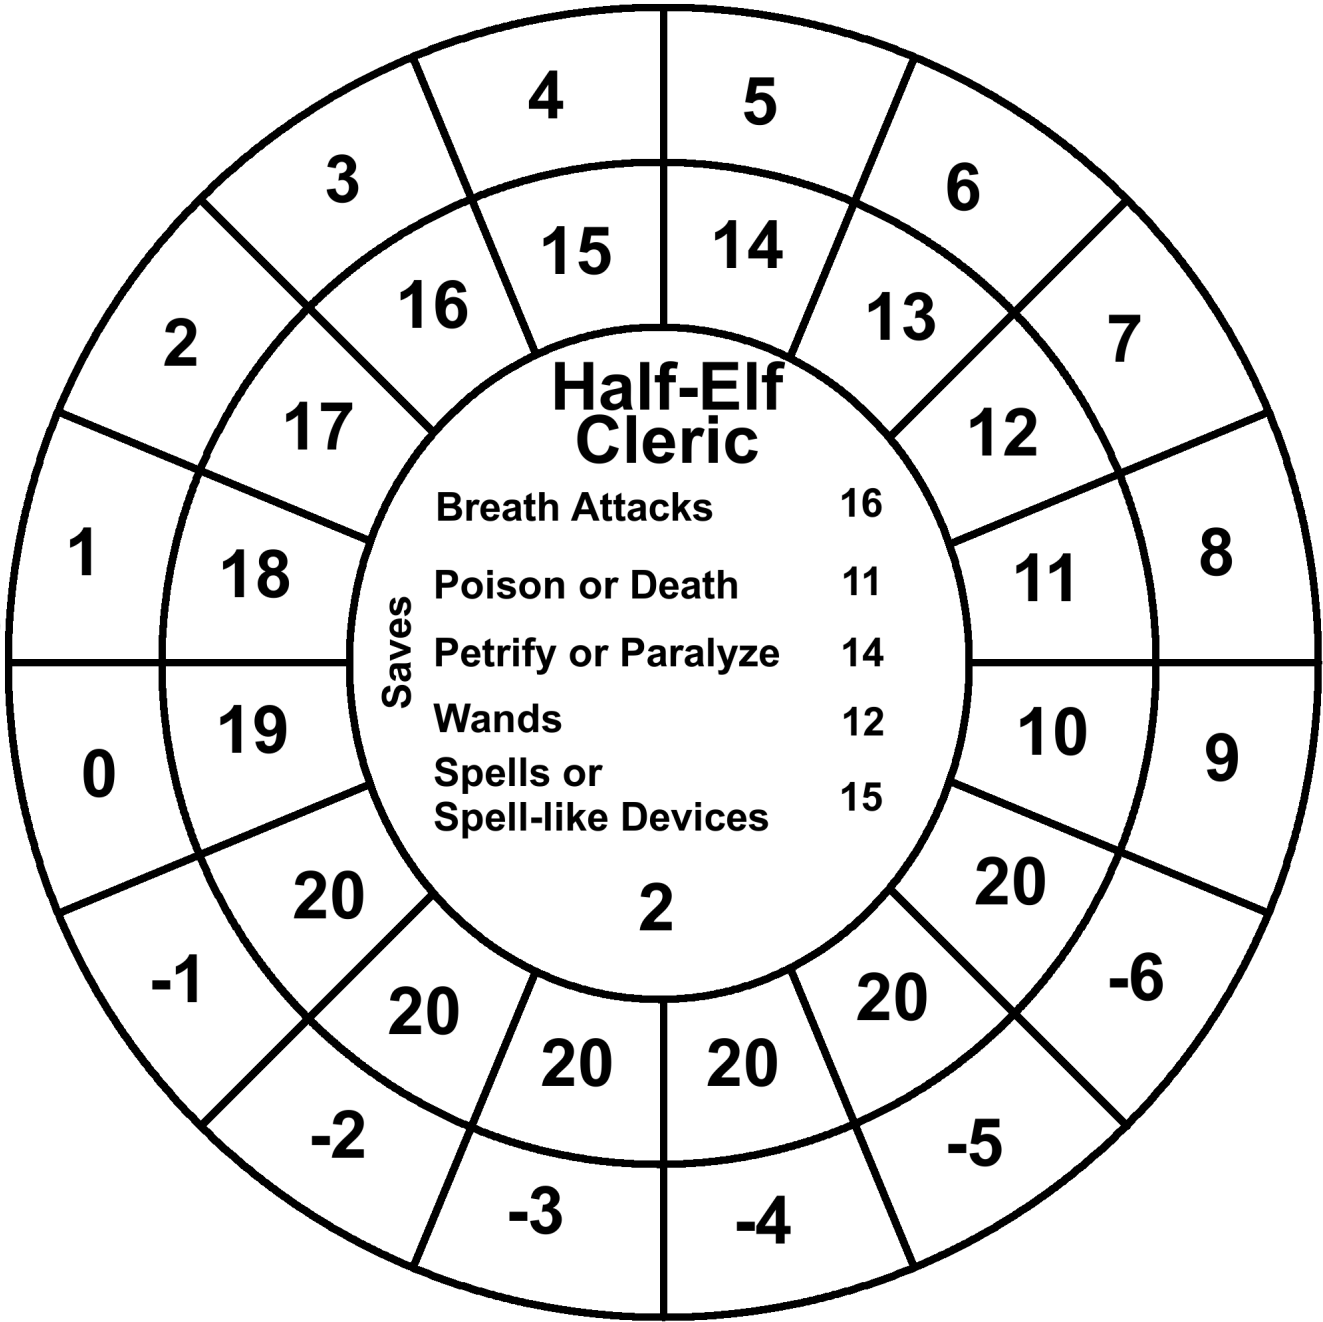 4 5
3 6
15 14
16 13
2 7
17 12
Half-Elf
Cleric
1 8
18 11
Saves
Breath Attacks 16
Poison or Death 11
Petrify or Paralyze 14
Wands 12
Spells or
Spell-like Devices 15
2
19 10
0 9
20 20
-1 -6
20 20
20 20
-2 -5
-3 -4